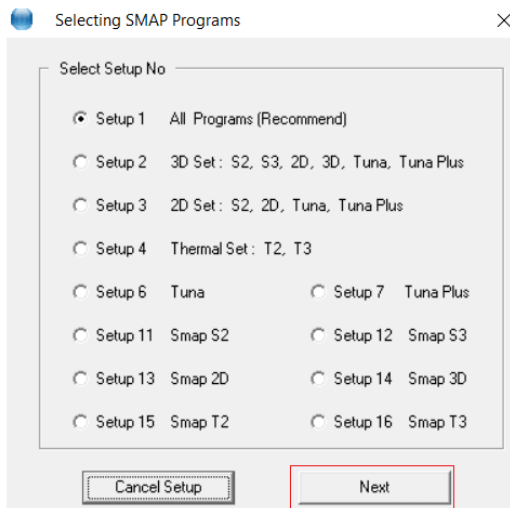 Selecting SMAP Programs
Select Setup No
Setup 1 All Programs (Recommend)
Setup 2 3D Set : S2, S3, 2D, 3D, Tuna, Tuna Plus
Setup 3 2D Set : S2, 2D, Tuna, Tuna Plus
Setup 4 Thermal Set : T2, T3
Setup 6 Tuna Setup 7 Tuna Plus
Setup 11 Smap S2 Setup 12 Smap S3
Setup 13 Smap 2D Setup 14 Smap 3D
Setup 15 Smap T2 Setup 16 Smap T3
Cancel Setup Next